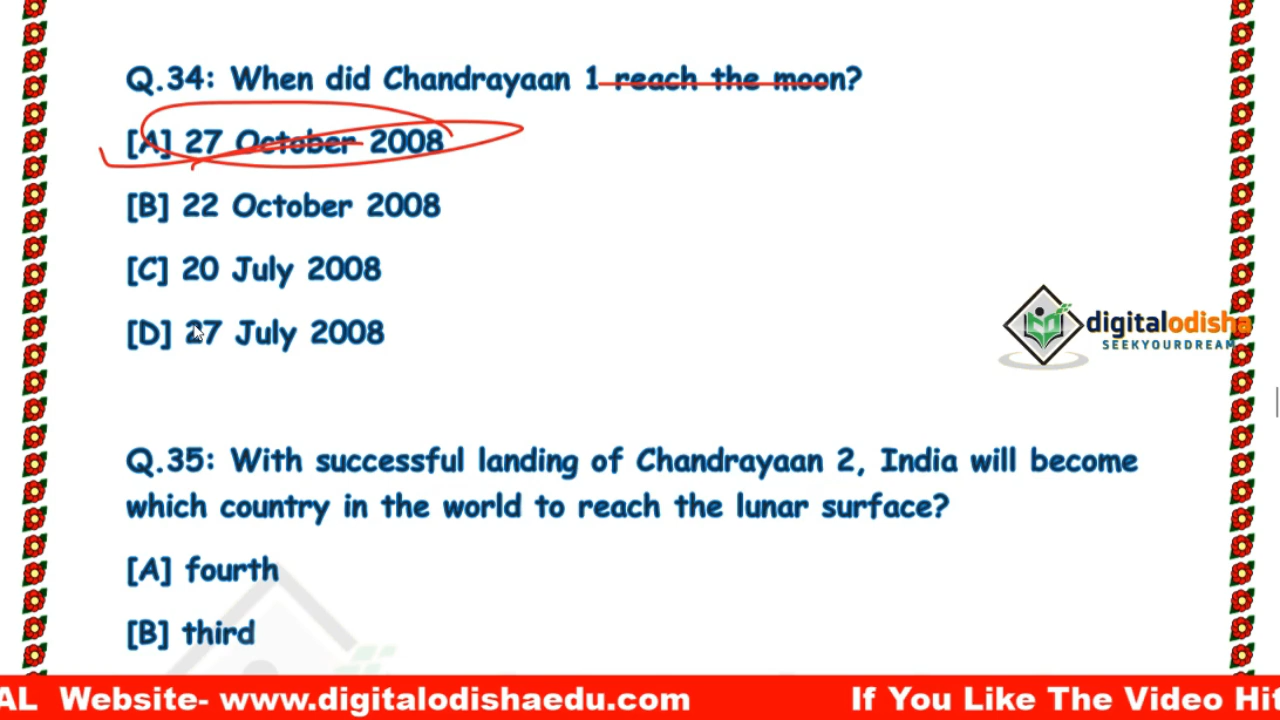 Q.34: When did Chandrayaan 1 reach the moon?
[A] 27 October 2008
[B] 22 October 2008
[C] 20 July 2008
[D] 27 July 2008
digitalodisha
SEEKYOURDREAM
Q.35: With successful landing of Chandrayaan 2, India will become
which country in the world to reach the lunar surface?
[A] fourth
[B] third
AL Website- www.digitalodishaedu.com If You Like The Video Hit